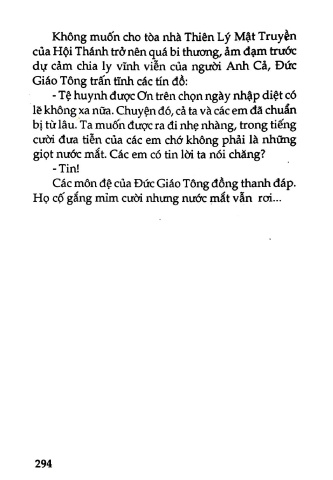 Không muốn cho tòa nhà Thiên Lý Mật Truyền
của Hội Thánh trở nên quá bi thương, ảm đạm trước
dự cảm chia ly vĩnh viễn của người Anh Cả, Đức
Giáo Tông trấn tĩnh các tín đồ:
- Tệ huynh được Ơn trên chọn ngày nhập diệt có
lẽ không xa nữa. Chuyện đó, cả ta và các em đã chuẩn
bị từ lâu. Ta muốn được ra đi nhẹ nhàng, trong tiếng
cười đưa tiễn của các em chớ không phải là những
giọt nước mắt. Các em có tin lời ta nói chăng?
- Tin!
Các môn đệ của Đức Giáo Tông đồng thanh đáp.
Họ cố gắng mỉm cười nhưng nước mắt vẫn rơi...
294